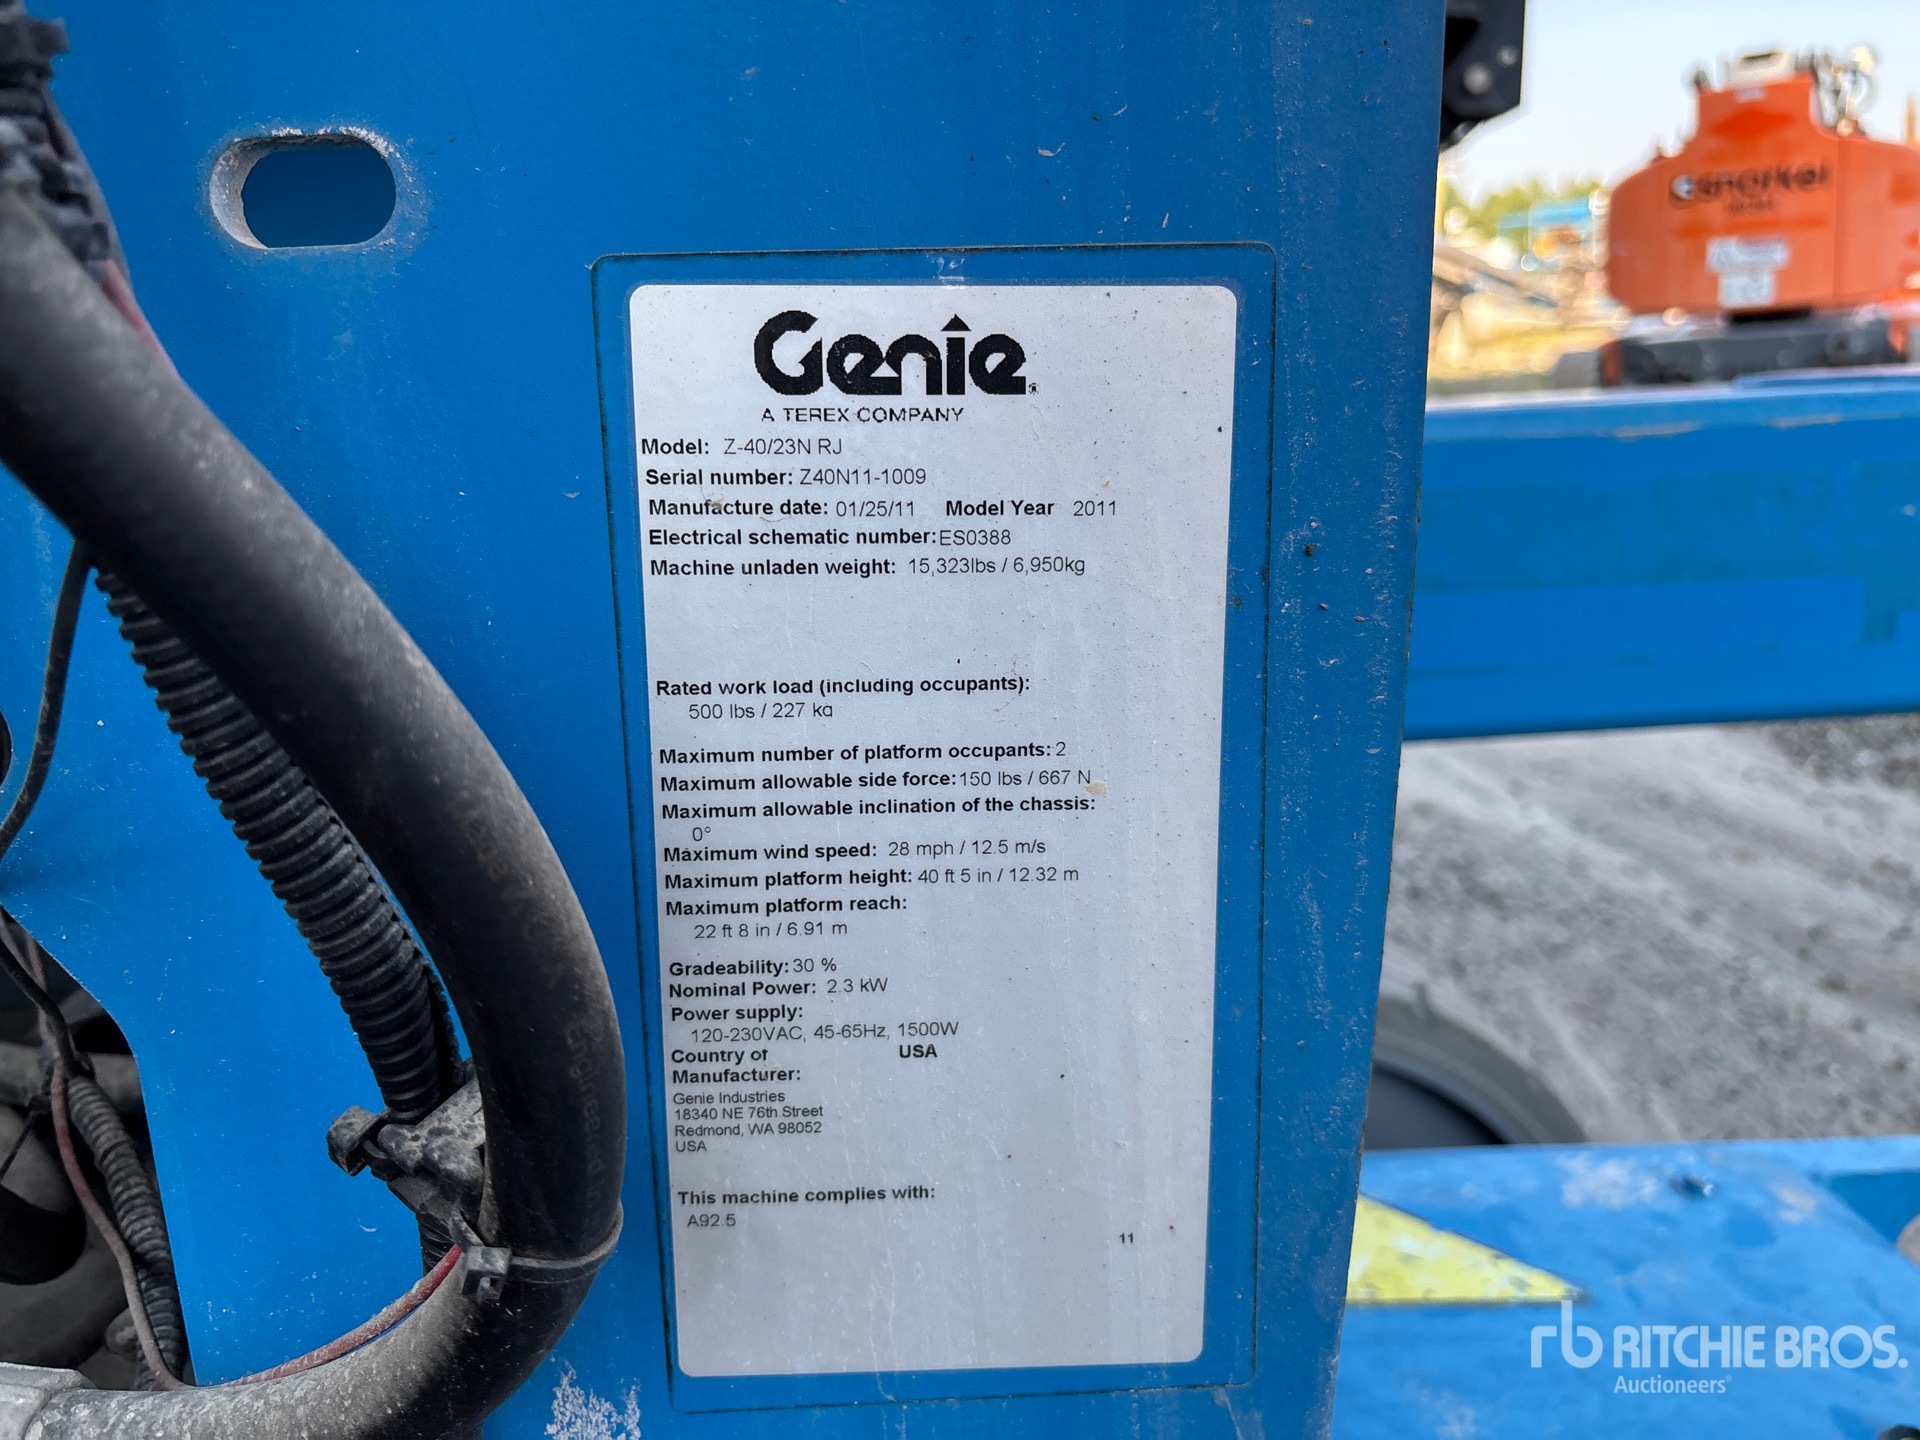 Genie
A TEREX COMPANY
Model: Z-40/23N RJ
Serial number: Z40N11-1009
Manufacture date: 01/25/11 Model Year 2011
Electrical schematic number: ES0388
Machine unladen weight: 15,323lbs / 6,950kg
Rated work load (including occupants):
500 lbs / 227 kg
Maximum number of platform occupants: 2
Maximum allowable side force: 150 lbs / 667 N
Maximum allowable inclination of the chassis:
0°
Maximum wind speed: 28 mph / 12.5 m/s
Maximum platform height: 40 ft 5 in / 12.32 m
Maximum platform reach:
22 ft 8 in / 6.91 m
Gradeability: 30 %
Nominal Power: 2.3 kW
Power supply:
120-230VAC, 45-65Hz, 1500W
Country of USA
Manufacturer:
Genie Industries
18340 NE 76th Street
Redmond, WA 98052
USA
This machine complies with:
A92.5
11
snorkel
rb RITCHIE BROS.
Auctioneers